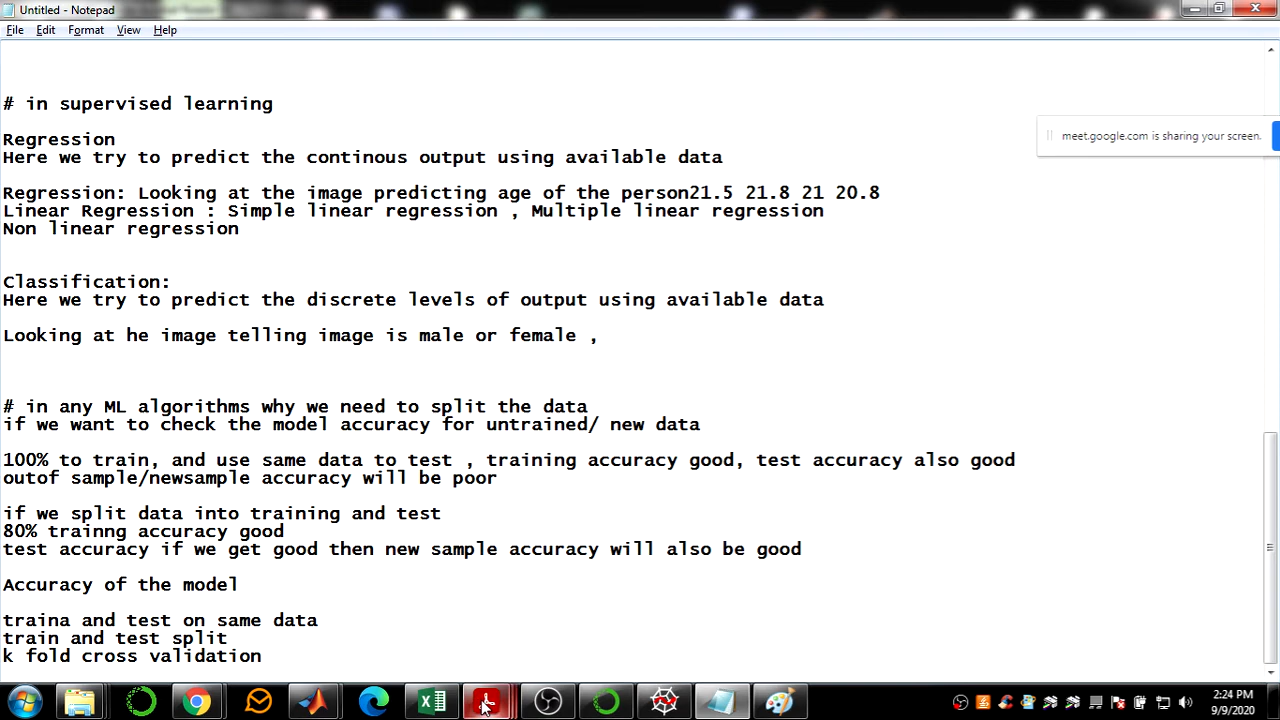 Untitled - Notepad
File Edit Format View Help
# in supervised learning
meet.google.com is sharing your screen.
Regression
Here we try to predict the continous output using available data
Regression: Looking at the image predicting age of the person21.5 21.8 21 20.8
Linear Regression : Simple linear regression , Multiple linear regression
Non linear regression
Classification:
Here we try to predict the discrete levels of output using available data
Looking at he image telling image is male or female ,
# in any ML algorithms why we need to split the data
if we want to check the model accuracy for untrained/ new data
100% to train, and use same data to test , training accuracy good, test accuracy also good
outof sample/newsample accuracy will be poor
if we split data into training and test
80% trainng accuracy good
test accuracy if we get good then new sample accuracy will also be good
Accuracy of the model
traina and test on same data
train and test split
k fold cross validation
2:24 PM
9/9/2020